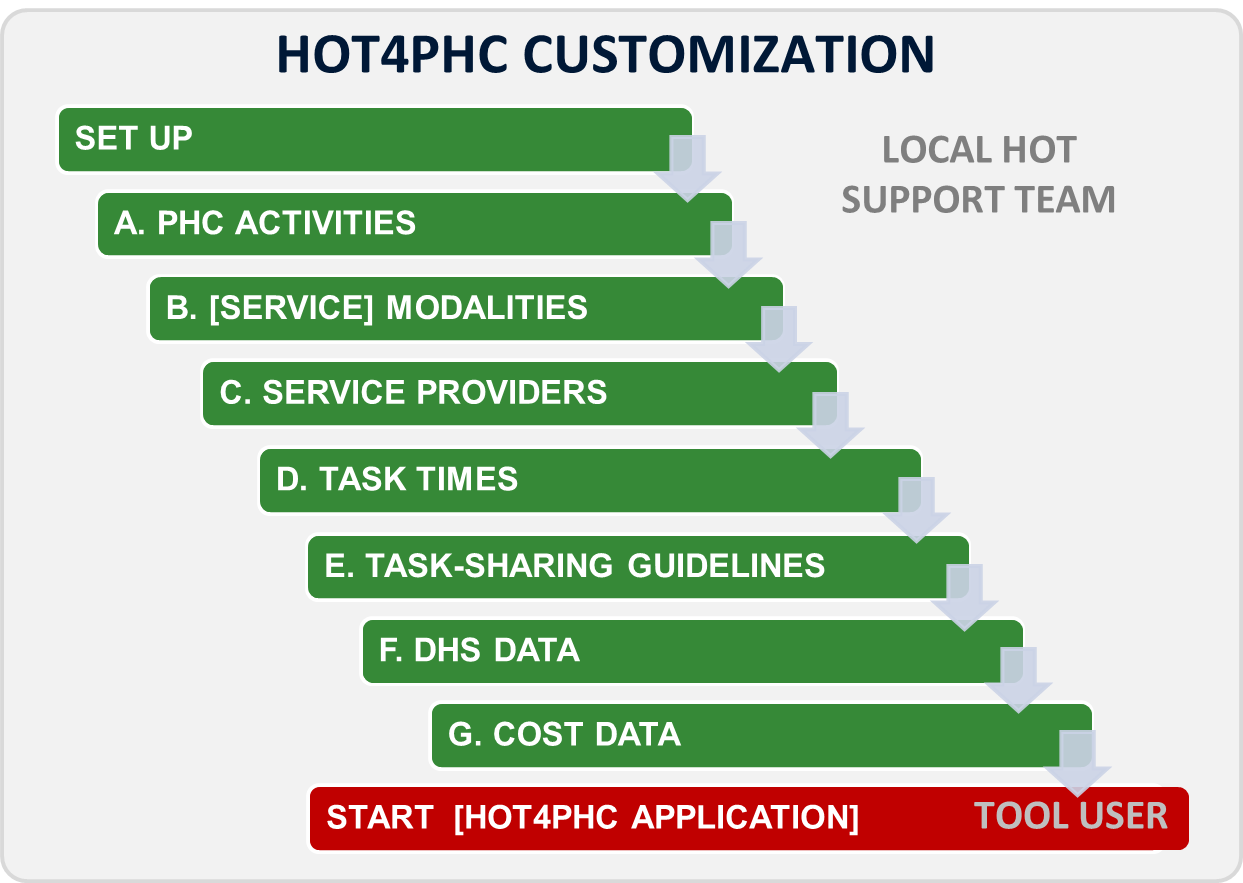 HOT4PHC CUSTOMIZATION
SET UP
LOCAL HOT
SUPPORT TEAM
A. PHC ACTIVITIES
B. [SERVICE] MODALITIES
C. SERVICE PROVIDERS
D. TASK TIMES
E. TASK-SHARING GUIDELINES
F. DHS DATA
G. COST DATA
START [HOT4PHC APPLICATION] TOOL USER